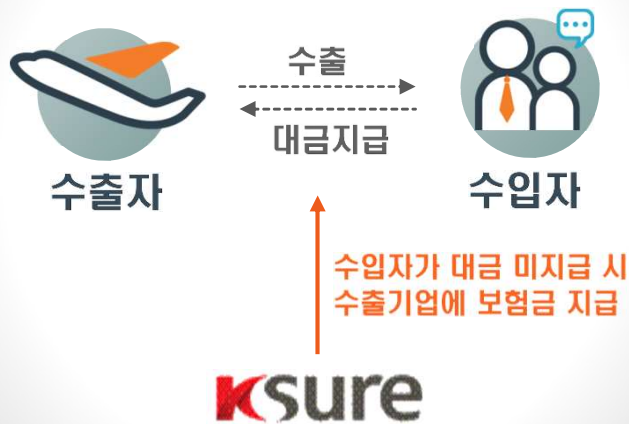 수출
대금지급
수출자
수입자
수입자가 대금 미지급 시
수출기업에 보험금 지급
ksure